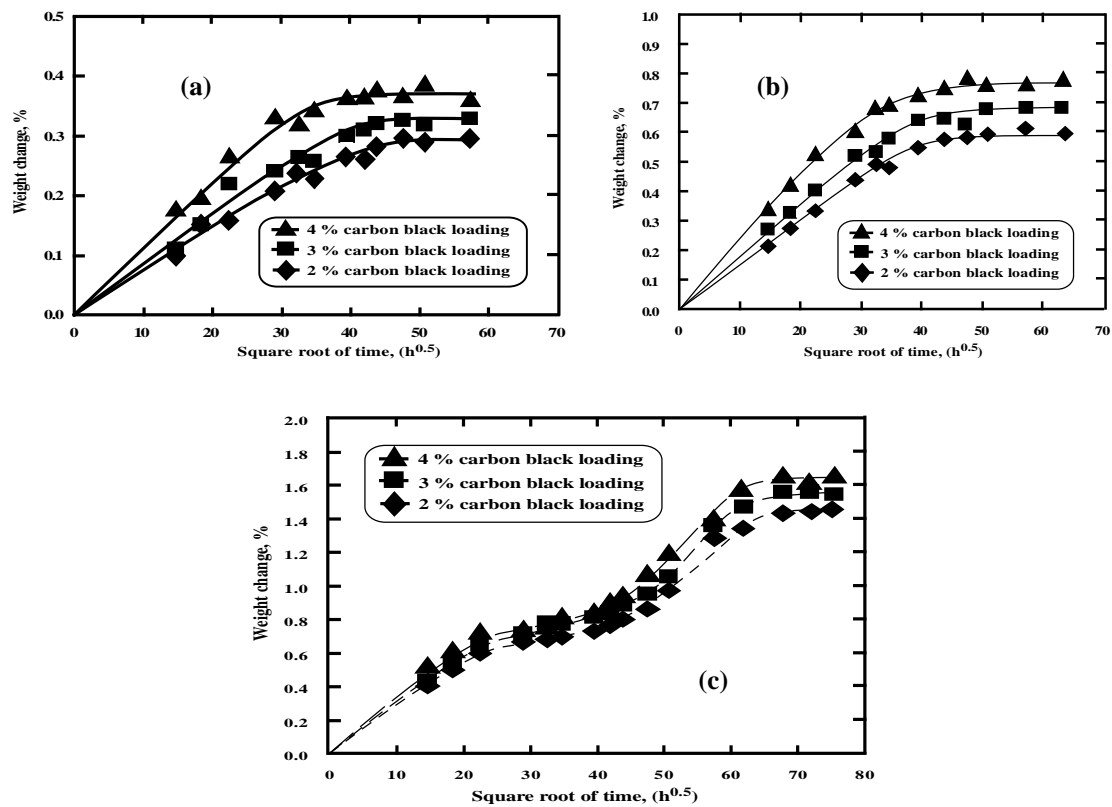 0.5
0.4
0.3
0.2
0.1
0.0
Weight change, %
(a)
4 % carbon black loading
3 % carbon black loading
2 % carbon black loading
0 10 20 30 40 50 60 70
Square root of time, (h0.5)
1.0
0.9
0.8
0.7
0.6
0.5
0.4
0.3
0.2
0.1
0.0
Weight change, %
(b)
4 % carbon black loading
3 % carbon black loading
2 % carbon black loading
0 10 20 30 40 50 60 70
Square root of time, (h0.5)
2.0
1.8
1.6
1.4
1.2
1.0
0.8
0.6
0.4
0.2
0.0
Weight change, %
4 % carbon black loading
3 % carbon black loading
2 % carbon black loading
(c)
0 10 20 30 40 50 60 70 80
Square root of time, (h0.5)